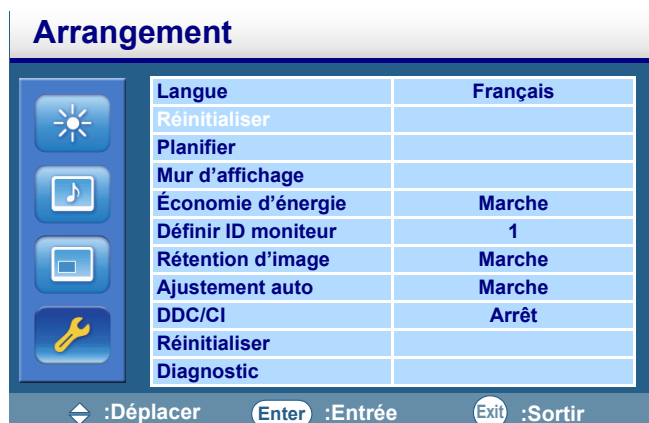 Arrangement
Langue Français
Réinitialiser
Planifier
Mur d’affichage
Économie d’énergie Marche
Définir ID moniteur 1
Rétention d’image Marche
Ajustement auto Marche
DDC/CI Arrêt
Réinitialiser
Diagnostic
:Déplacer Enter :Entrée Exit :Sortir